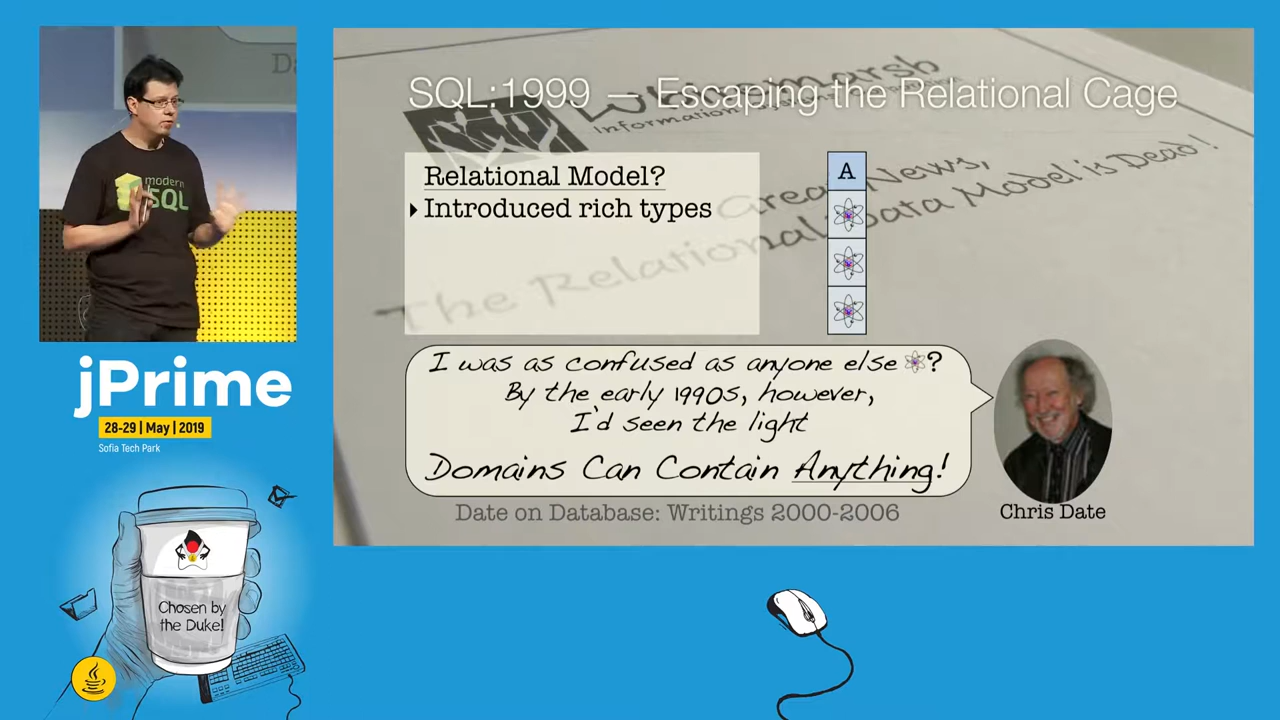 modern
SQL
jPrime
28-29 | May | 2019
Sofia Tech Park
Chosen by
the Duke!
SQL:1999 — Escaping the Relational Cage
Great News,
The Relational Data Model is Dead!
Relational Model?
Introduced rich types
A
I was as confused as anyone else ?
By the early 1990s, however,
I'd seen the light
Domains Can Contain Anything!
Date on Database: Writings 2000-2006
Chris Date